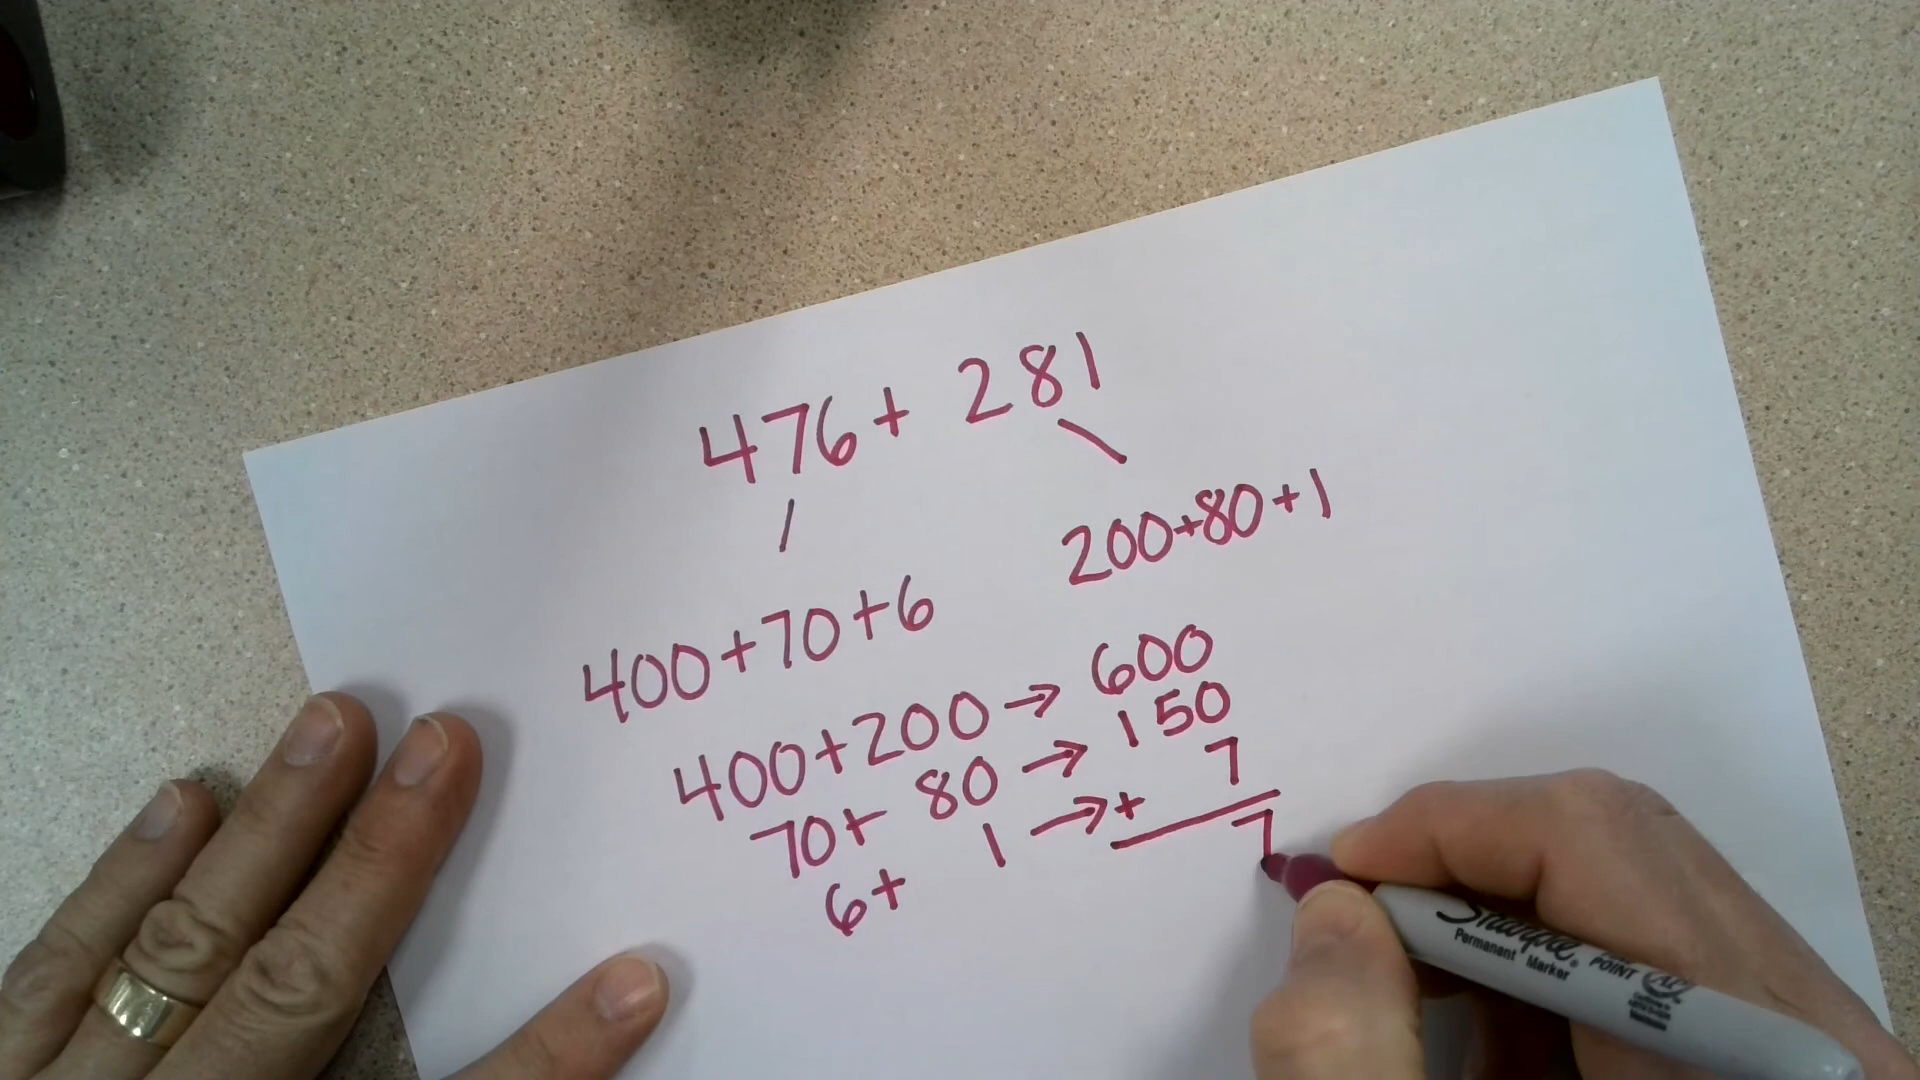 476 + 281
200+80+1
400+70+6
400+200 → 600
70+ 80 → 150
6+ 1 → + 7
7
Sharpie
Permanent Marker
POINT